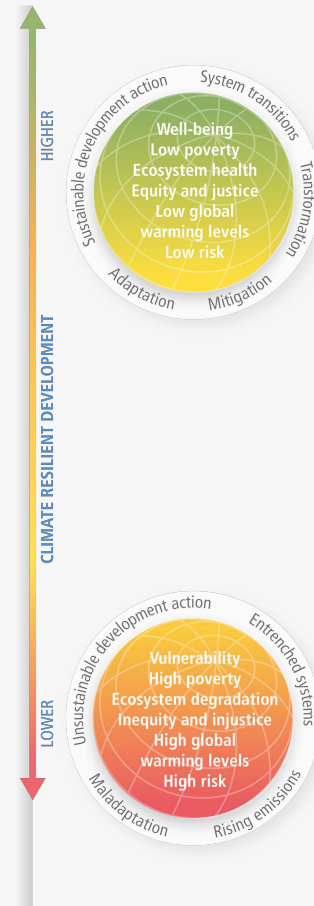 HIGHER
CLIMATE RESILIENT DEVELOPMENT
LOWER
Sustainable development action
System transitions
Transformation
Mitigation
Adaptation
Well-being
Low poverty
Ecosystem health
Equity and justice
Low global
warming levels
Low risk
Unsustainable development action
Entrenched systems
Rising emissions
Maladaptation
Vulnerability
High poverty
Ecosystem degradation
Inequity and injustice
High global
warming levels
High risk